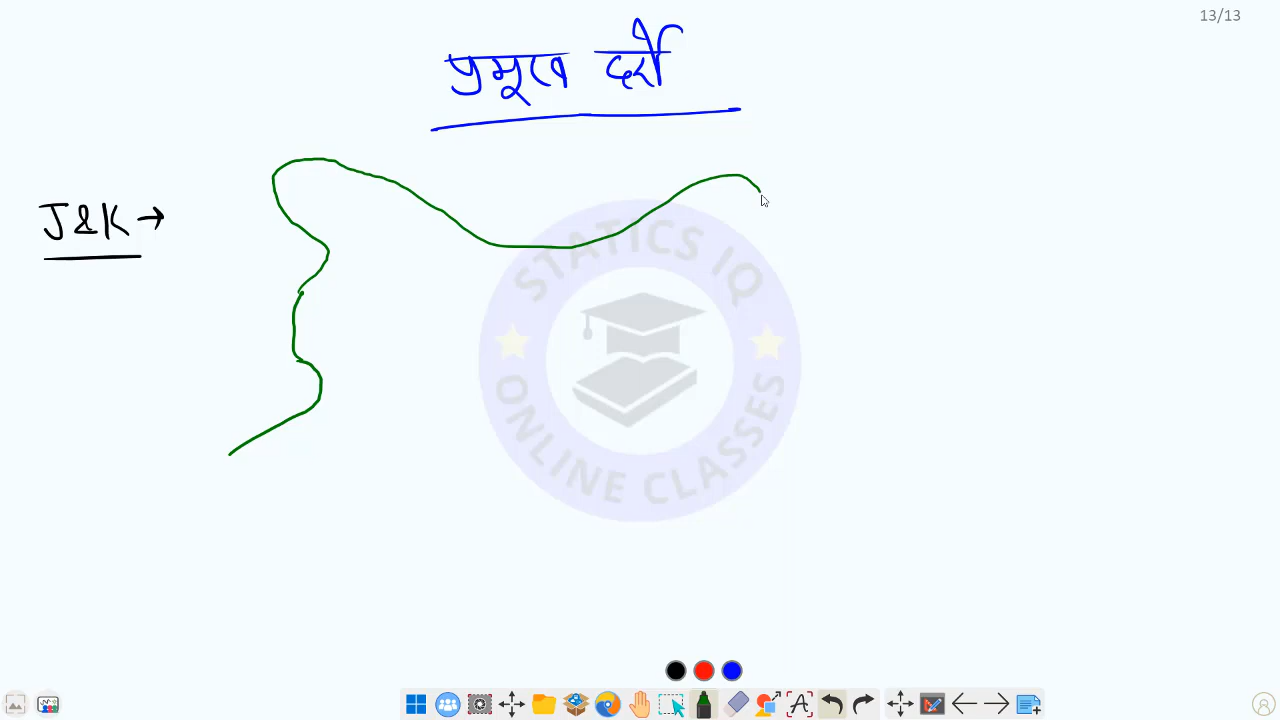 13/13
प्रमुख दर्रे
J&K →
STATICS IQ
ONLINE CLASSES